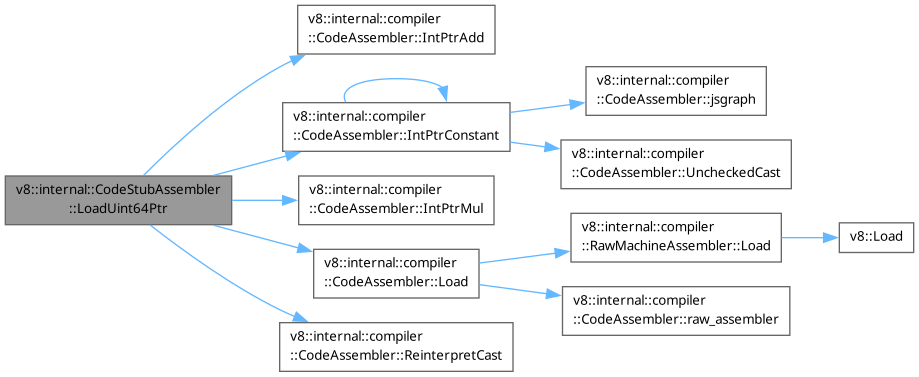 v8::internal::CodeStubAssembler
::LoadUint64Ptr
v8::internal::compiler
::CodeAssembler::IntPtrAdd
v8::internal::compiler
::CodeAssembler::IntPtrConstant
v8::internal::compiler
::CodeAssembler::jsgraph
v8::internal::compiler
::CodeAssembler::UncheckedCast
v8::internal::compiler
::CodeAssembler::IntPtrMul
v8::internal::compiler
::CodeAssembler::Load
v8::internal::compiler
::RawMachineAssembler::Load
v8::Load
v8::internal::compiler
::CodeAssembler::raw_assembler
v8::internal::compiler
::CodeAssembler::ReinterpretCast